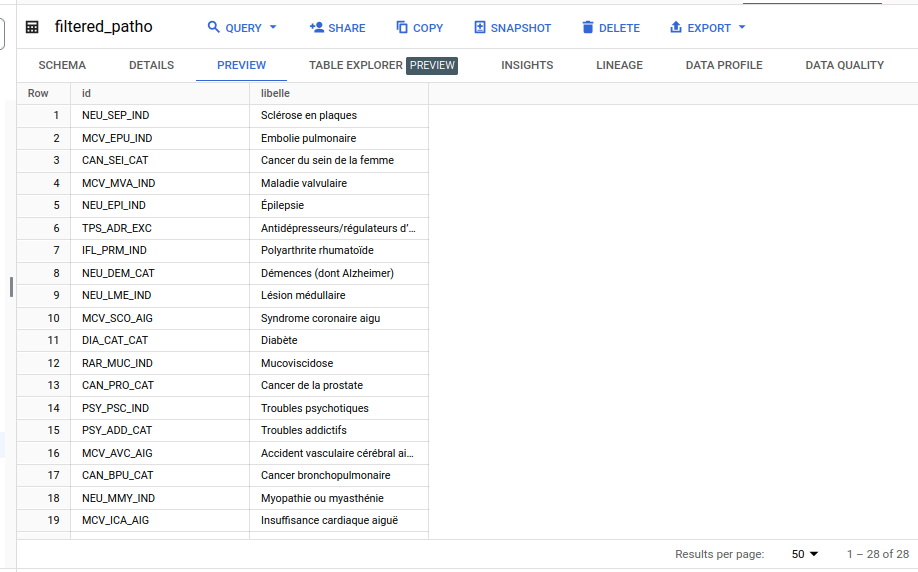 filtered_patho QUERY SHARE COPY SNAPSHOT DELETE EXPORT
SCHEMA DETAILS PREVIEW TABLE EXPLORER PREVIEW INSIGHTS LINEAGE DATA PROFILE DATA QUALITY
Row id libelle
1 NEU_SEP_IND Sclérose en plaques
2 MCV_EPU_IND Embolie pulmonaire
3 CAN_SEI_CAT Cancer du sein de la femme
4 MCV_MVA_IND Maladie valvulaire
5 NEU_EPI_IND Épilepsie
6 TPS_ADR_EXC Antidépresseurs/régulateurs d'...
7 IFL_PRM_IND Polyarthrite rhumatoïde
8 NEU_DEM_CAT Démences (dont Alzheimer)
9 NEU_LME_IND Lésion médullaire
10 MCV_SCO_AIG Syndrome coronaire aigu
11 DIA_CAT_CAT Diabète
12 RAR_MUC_IND Mucoviscidose
13 CAN_PRO_CAT Cancer de la prostate
14 PSY_PSC_IND Troubles psychotiques
15 PSY_ADD_CAT Troubles addictifs
16 MCV_AVC_AIG Accident vasculaire cérébral ai...
17 CAN_BPU_CAT Cancer bronchopulmonaire
18 NEU_MMY_IND Myopathie ou myasthénie
19 MCV_ICA_AIG Insuffisance cardiaque aiguë
Results per page: 50 1 – 28 of 28